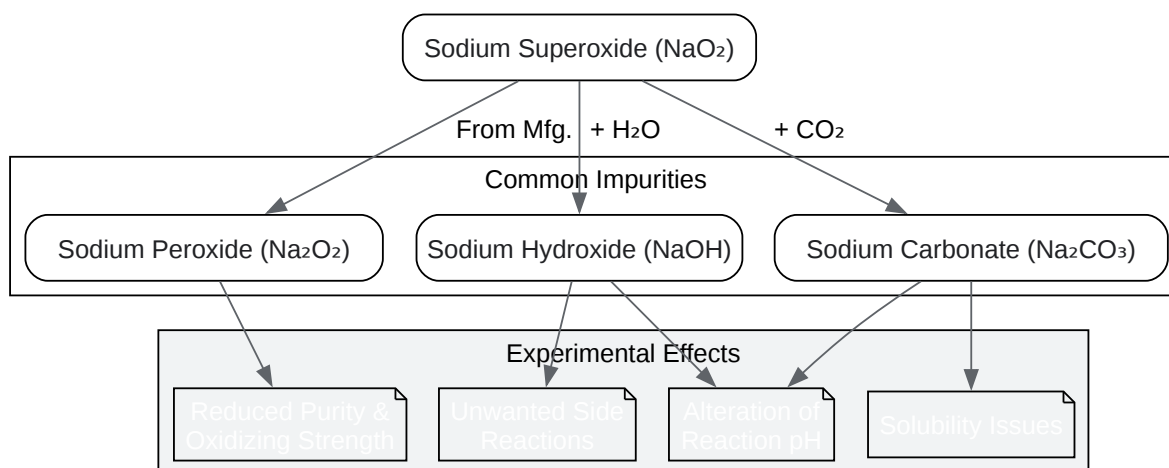 Sodium Superoxide (NaO₂)
From Mfg.
+ H₂O
+ CO₂
Common Impurities
Sodium Peroxide (Na₂O₂)
Sodium Hydroxide (NaOH)
Sodium Carbonate (Na₂CO₃)
Experimental Effects
Reduced Purity &
Oxidizing Strength
Unwanted Side
Reactions
Alteration of
Reaction pH
Solubility Issues